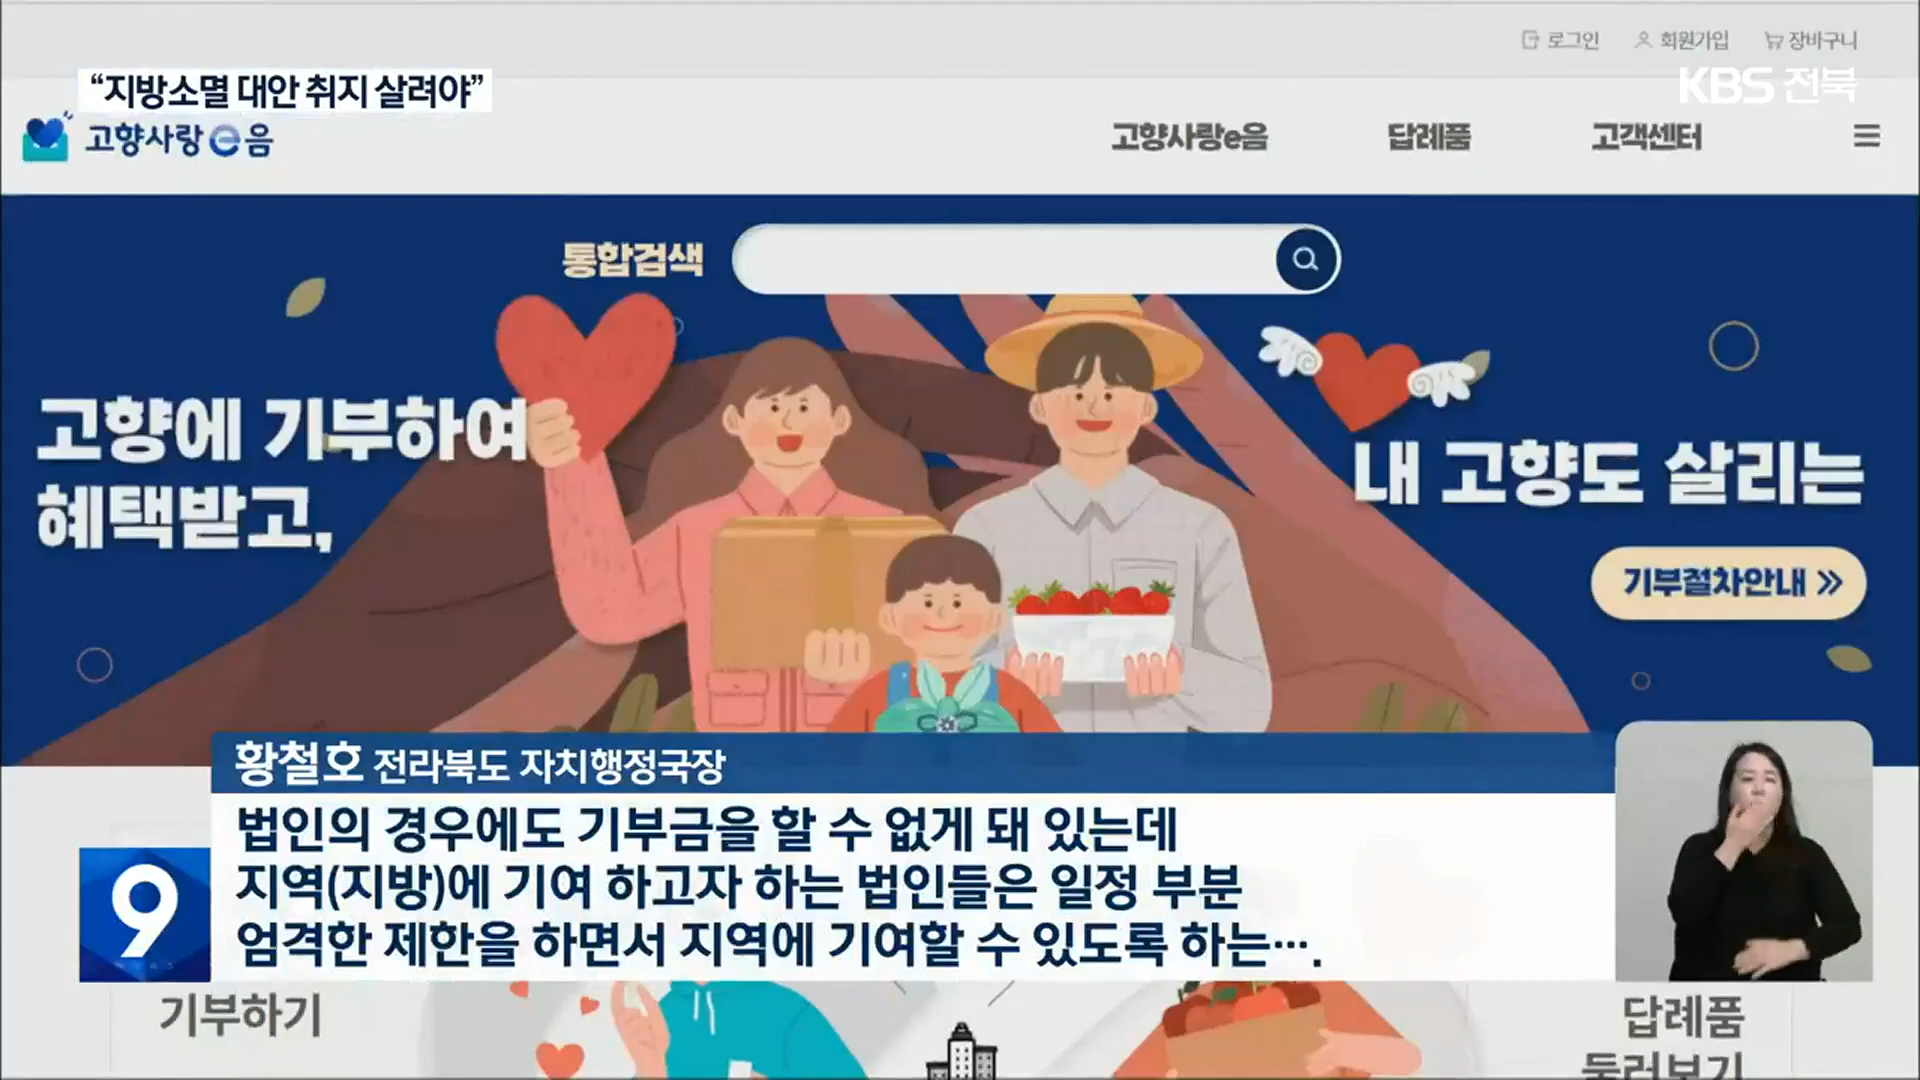 로그인 회원가입 장바구니
“지방소멸 대안 취지 살려야”
KBS 전북
고향사랑e음
고향사랑e음 답례품 고객센터
통합검색
고향에 기부하여
혜택받고,
내 고향도 살리는
기부절차안내
황철호 전라북도 자치행정국장
법인의 경우에도 기부금을 할 수 없게 돼 있는데
지역(지방)에 기여 하고자 하는 법인들은 일정 부분
엄격한 제한을 하면서 지역에 기여할 수 있도록 하는….
9
기부하기
답례품
둘러보기